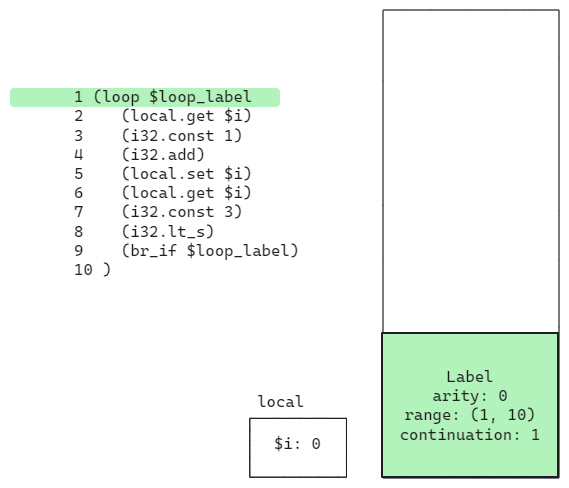 1 (loop $loop_label
2    (local.get $i)
3    (i32.const 1)
4    (i32.add)
5    (local.set $i)
6    (local.get $i)
7    (i32.const 3)
8    (i32.lt_s)
9    (br_if $loop_label)
10 )
local
$i: 0
Label
arity: 0
range: (1, 10)
continuation: 1